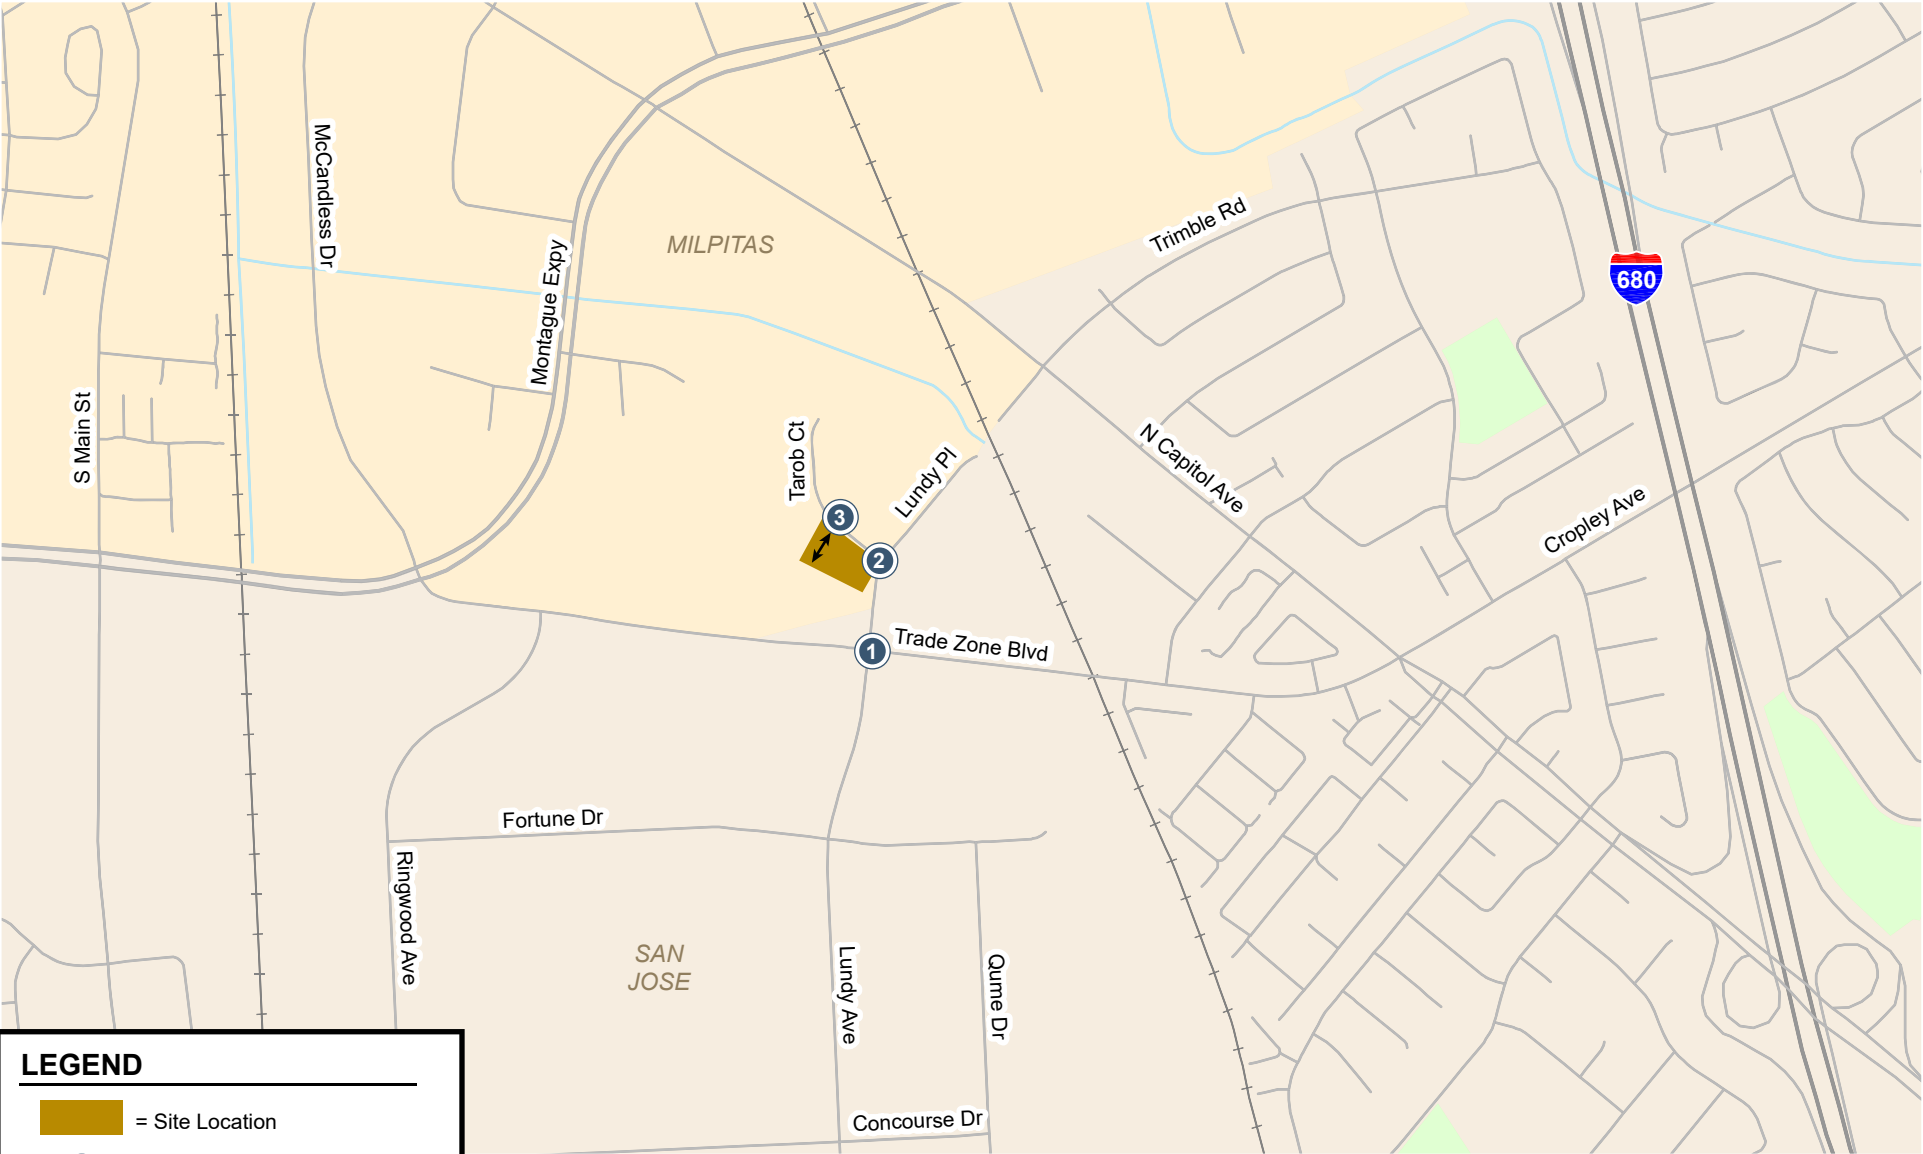 McCandless Dr
Trimble Rd
MILPITAS
Montague Expy
680
S Main St
Tarob Ct
Lundy Pl
N Capitol Ave
Cropley Ave
3
2
1
Trade Zone Blvd
Fortune Dr
Ringwood Ave
SAN
JOSE
Lundy Ave
Qume Dr
Concourse Dr
LEGEND
= Site Location